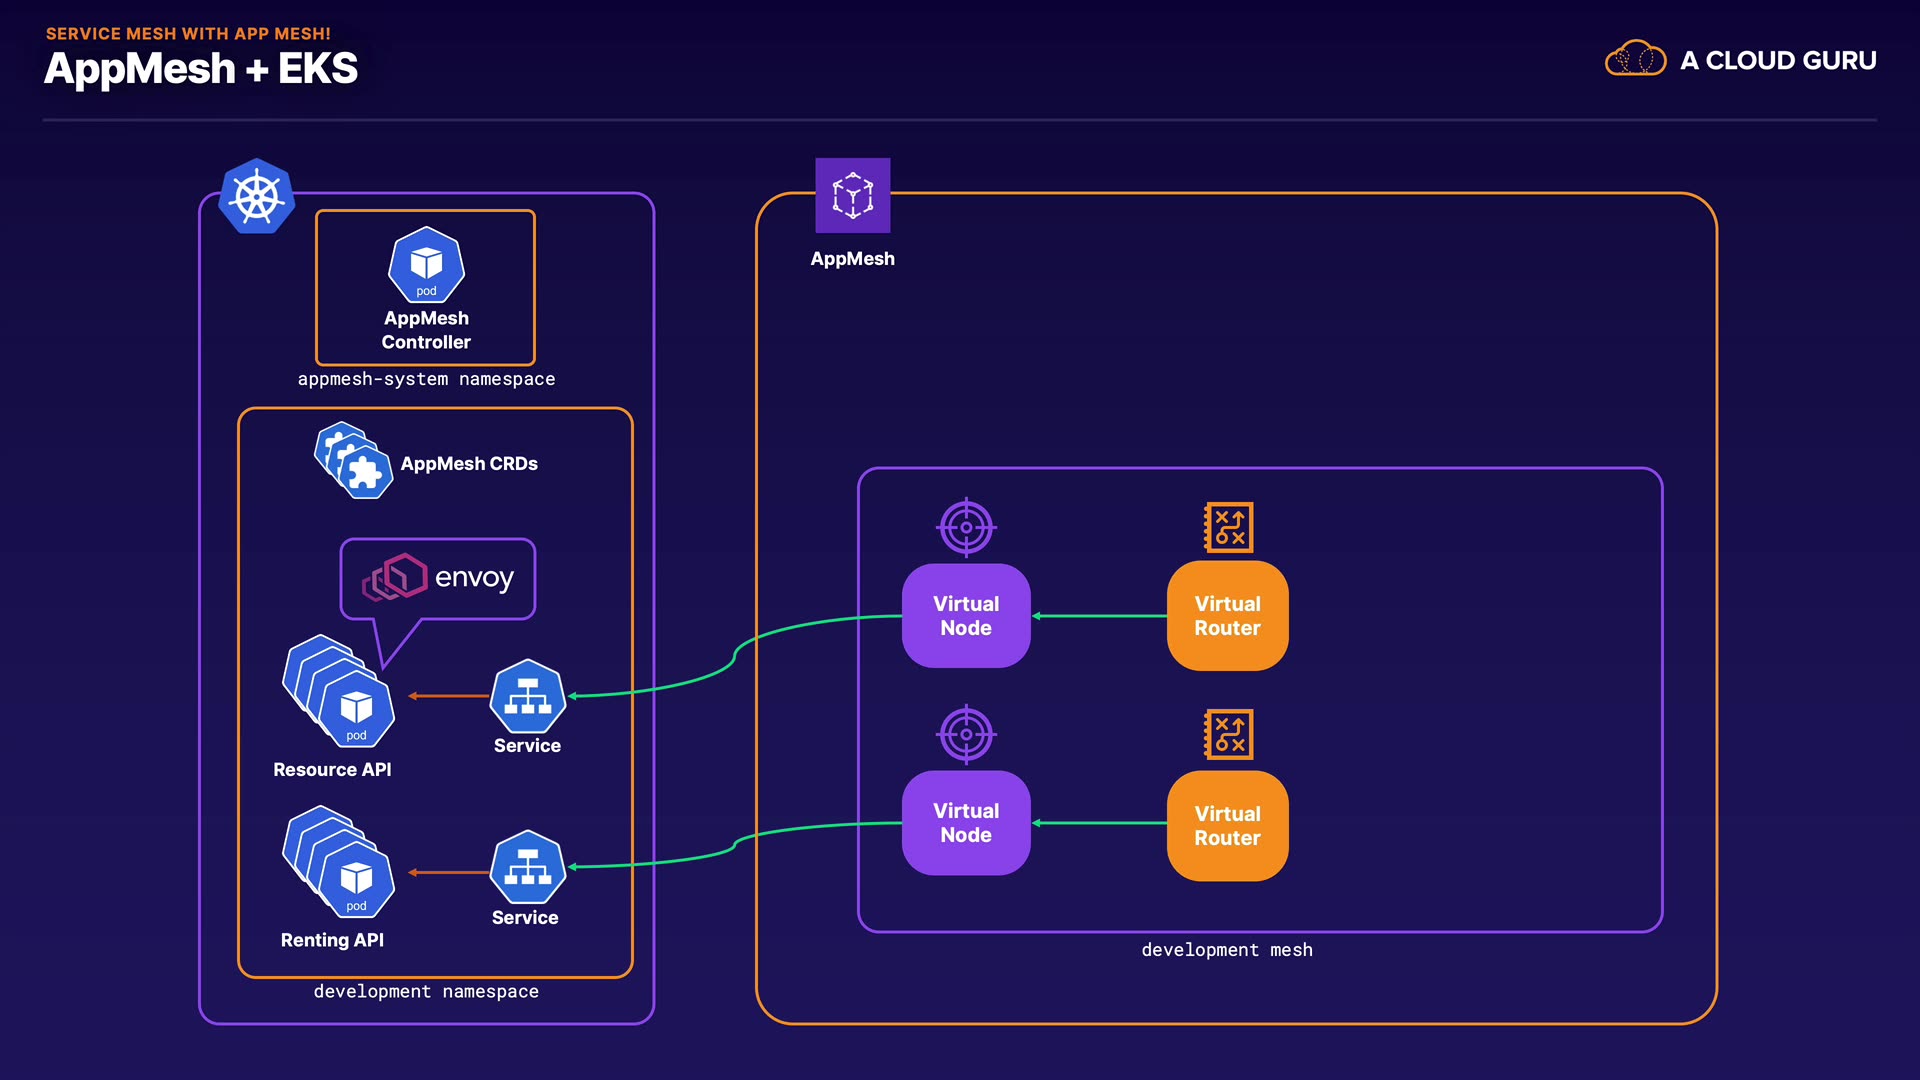 SERVICE MESH WITH APP MESH!
AppMesh + EKS
A CLOUD GURU
pod
AppMesh
Controller
appmesh-system namespace
AppMesh CRDs
envoy
pod
Resource API
Service
pod
Renting API
Service
development namespace
AppMesh
Virtual
Node
Virtual
Router
Virtual
Node
Virtual
Router
development mesh